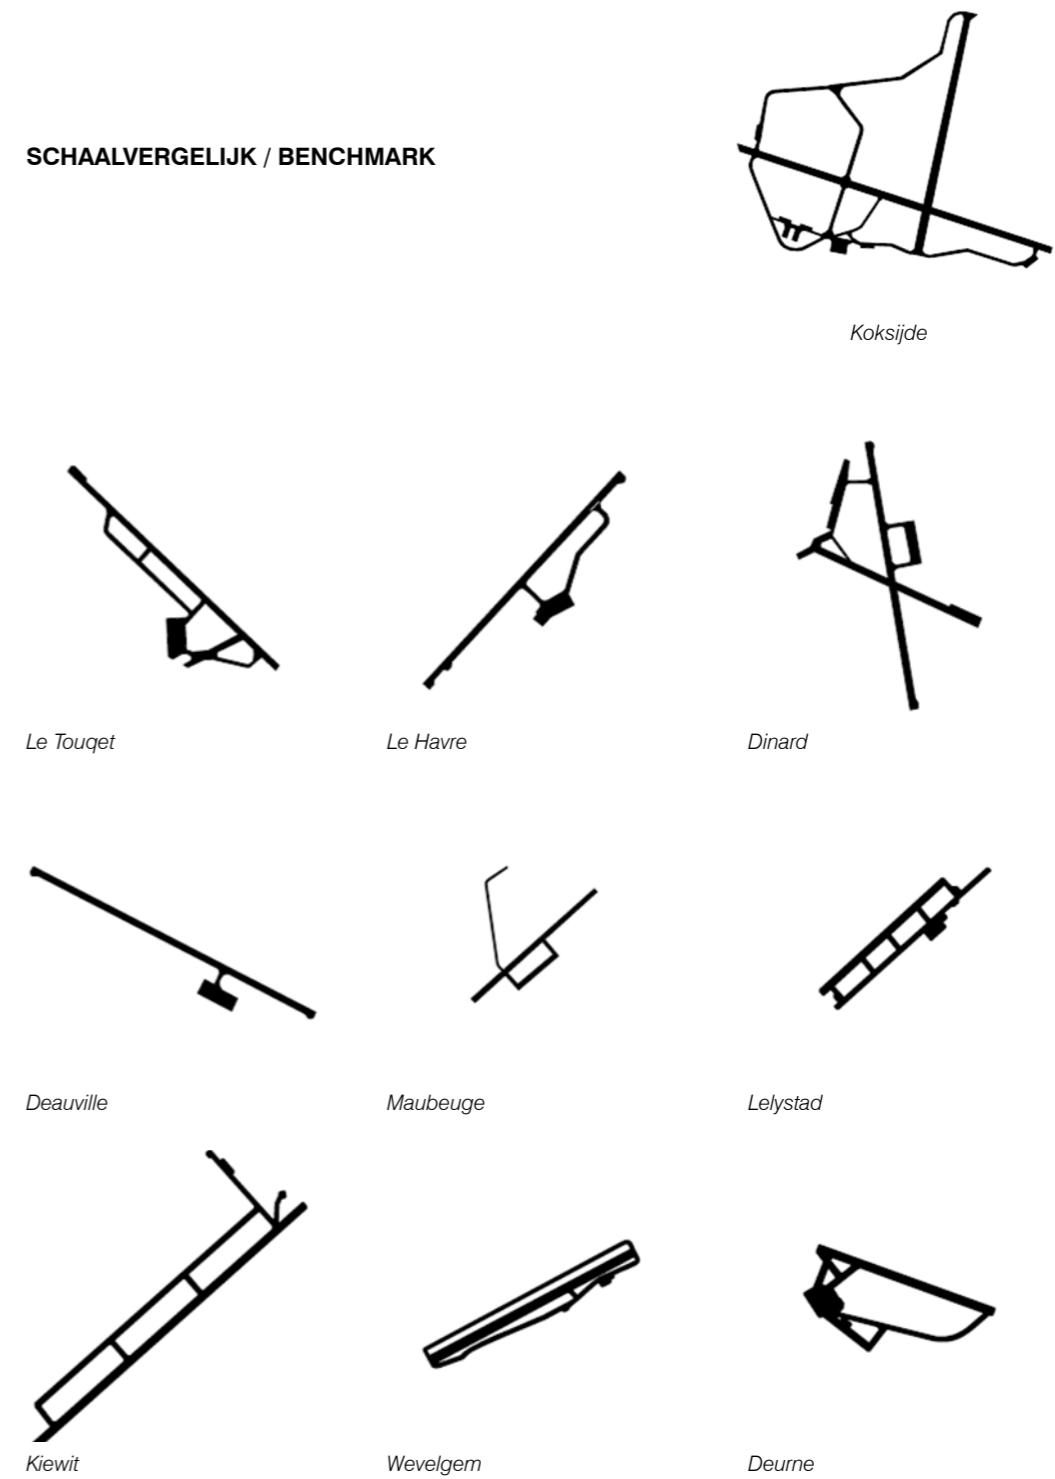 SCHAALVERGELIJK / BENCHMARK
Koksijde
Le Touqet
Le Havre
Dinard
Deauville
Maubeuge
Lelystad
Kiewit
Wevelgem
Deurne